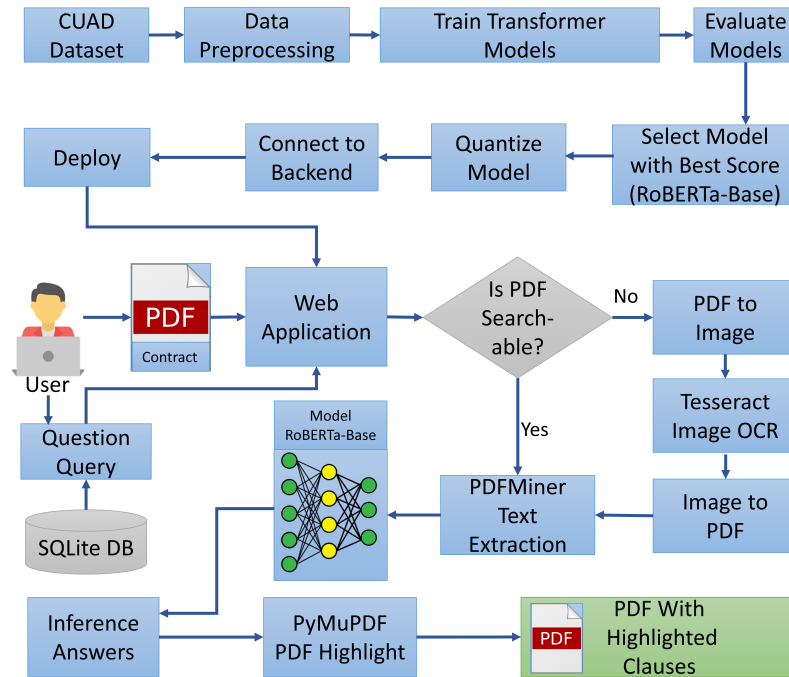 CUAD
Dataset
Data
Preprocessing
Train Transformer
Models
Evaluate
Models
Deploy
Connect to
Backend
Quantize
Model
Select Model
with Best Score
(RoBERTa-Base)
User
PDF
Contract
Web
Application
Is PDF
Search-
able?
No
PDF to
Image
Yes
Tesseract
Image OCR
Question
Query
Model
RoBERTa-Base
PDFMiner
Text
Extraction
Image to
PDF
SQLite DB
Inference
Answers
PyMuPDF
PDF Highlight
PDF
PDF With
Highlighted
Clauses